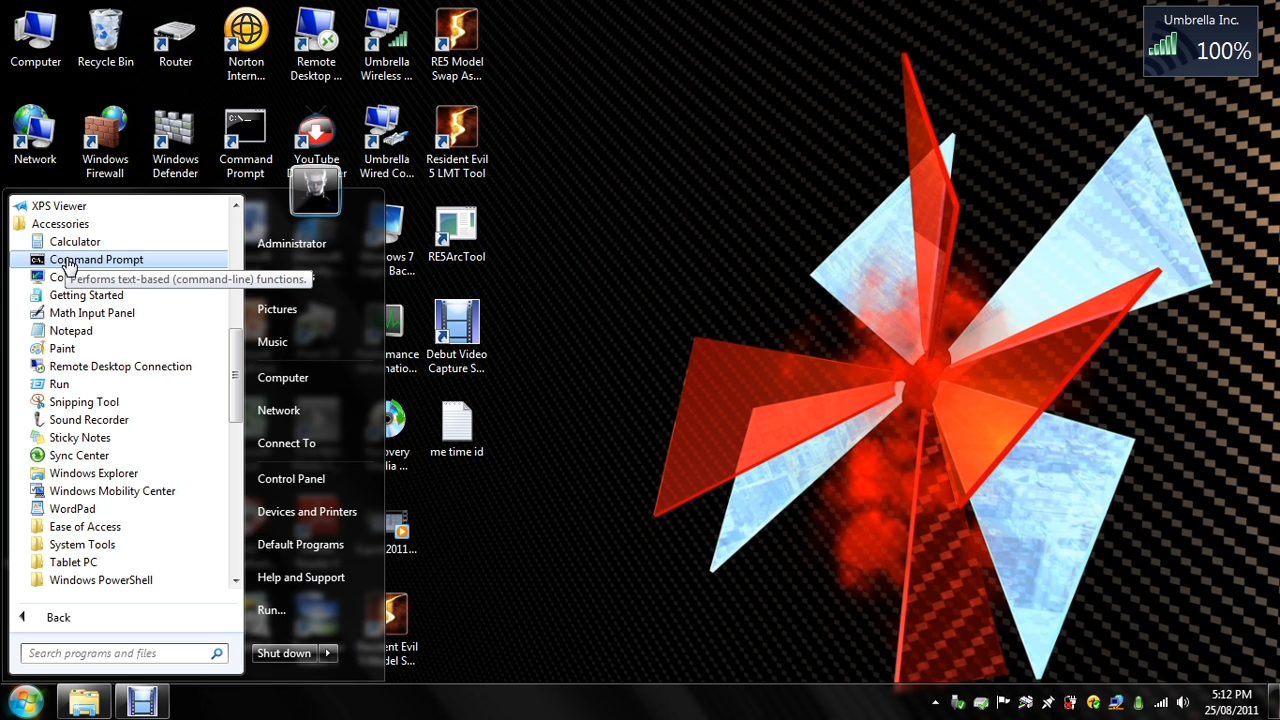 Computer
Recycle Bin
Router
Norton
Intern...
Remote
Desktop ...
Umbrella
Wireless ...
RE5 Model
Swap As...
Umbrella Inc.
100%
Network
Windows
Firewall
Windows
Defender
Command
Prompt
YouTube
Umbrella
Wired Co...
Resident Evil
5 LMT Tool
XPS Viewer
Accessories
Calculator
Command Prompt
Performs text-based (command-line) functions.
Getting Started
Math Input Panel
Notepad
Paint
Remote Desktop Connection
Run
Snipping Tool
Sound Recorder
Sticky Notes
Sync Center
Windows Explorer
Windows Mobility Center
WordPad
Ease of Access
System Tools
Tablet PC
Windows PowerShell
Back
Search programs and files
Administrator
Pictures
Music
Computer
Network
Connect To
Control Panel
Devices and Printers
Default Programs
Help and Support
Run...
Shut down
RE5ArcTool
Debut Video
Capture S...
me time id
5:12 PM
25/08/2011